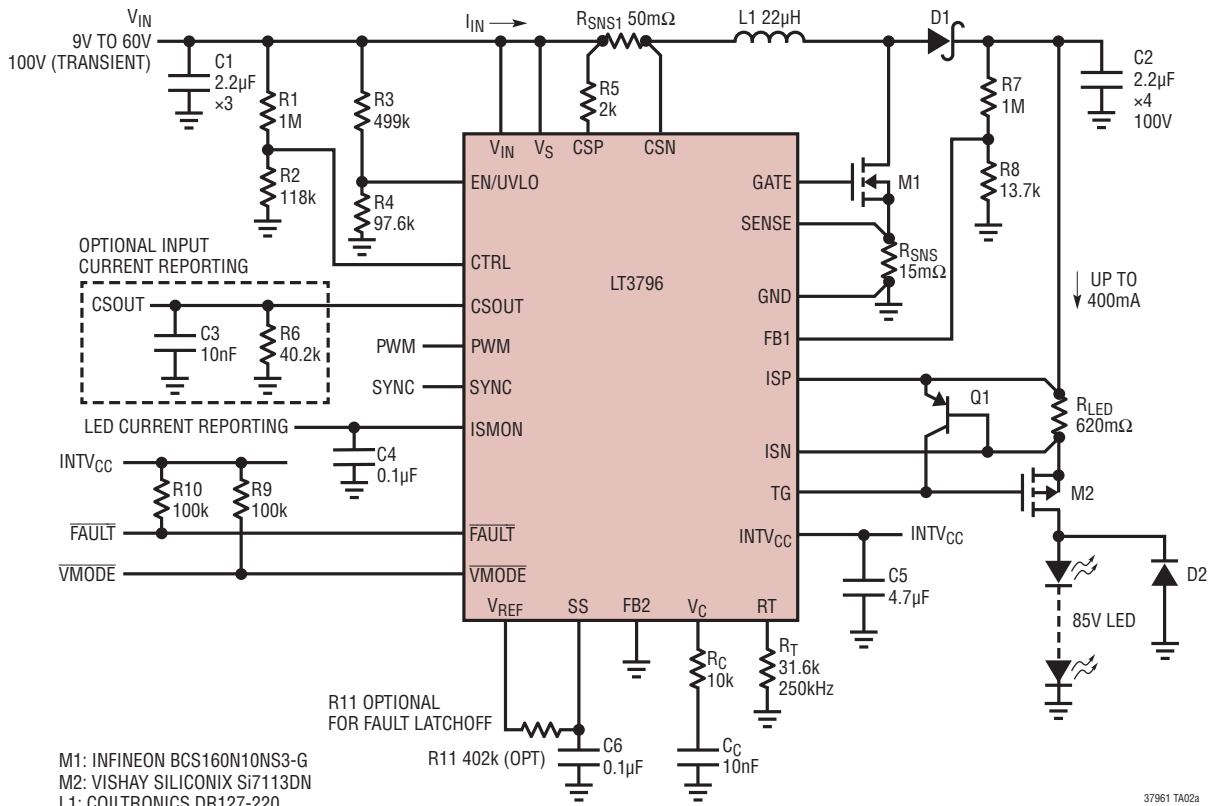 VIN
9V TO 60V
100V (TRANSIENT)
C1
2.2µF
×3
R1
1M
R2
118k
R3
499k
R4
97.6k
IIN
RSNS1 50mΩ
R5
2k
L1 22µH
D1
R7
1M
R8
13.7k
C2
2.2µF
×4
100V
VIN
VS
CSP
CSN
EN/UVLO
GATE
M1
SENSE
RSNS
15mΩ
CTRL
LT3796
GND
OPTIONAL INPUT
CURRENT REPORTING
CSOUT
C3
10nF
R6
40.2k
CSOUT
FB1
UP TO
400mA
PWM
PWM
SYNC
SYNC
ISP
Q1
RLED
620mΩ
LED CURRENT REPORTING
ISMON
C4
0.1µF
ISN
TG
M2
INTVCC
R10
100k
R9
100k
FAULT
FAULT
VMODE
VMODE
INTVCC
INTVCC
C5
4.7µF
D2
85V LED
VREF
SS
FB2
VC
RT
RC
10k
RT
31.6k
250kHz
R11 OPTIONAL
FOR FAULT LATCHOFF
R11 402k (OPT)
C6
0.1µF
CC
10nF
M1: INFINEON BCS160N10NS3-G
M2: VISHAY SILICONIX Si7113DN
L1: COILTRONICS DR127-220
37961 TA02a